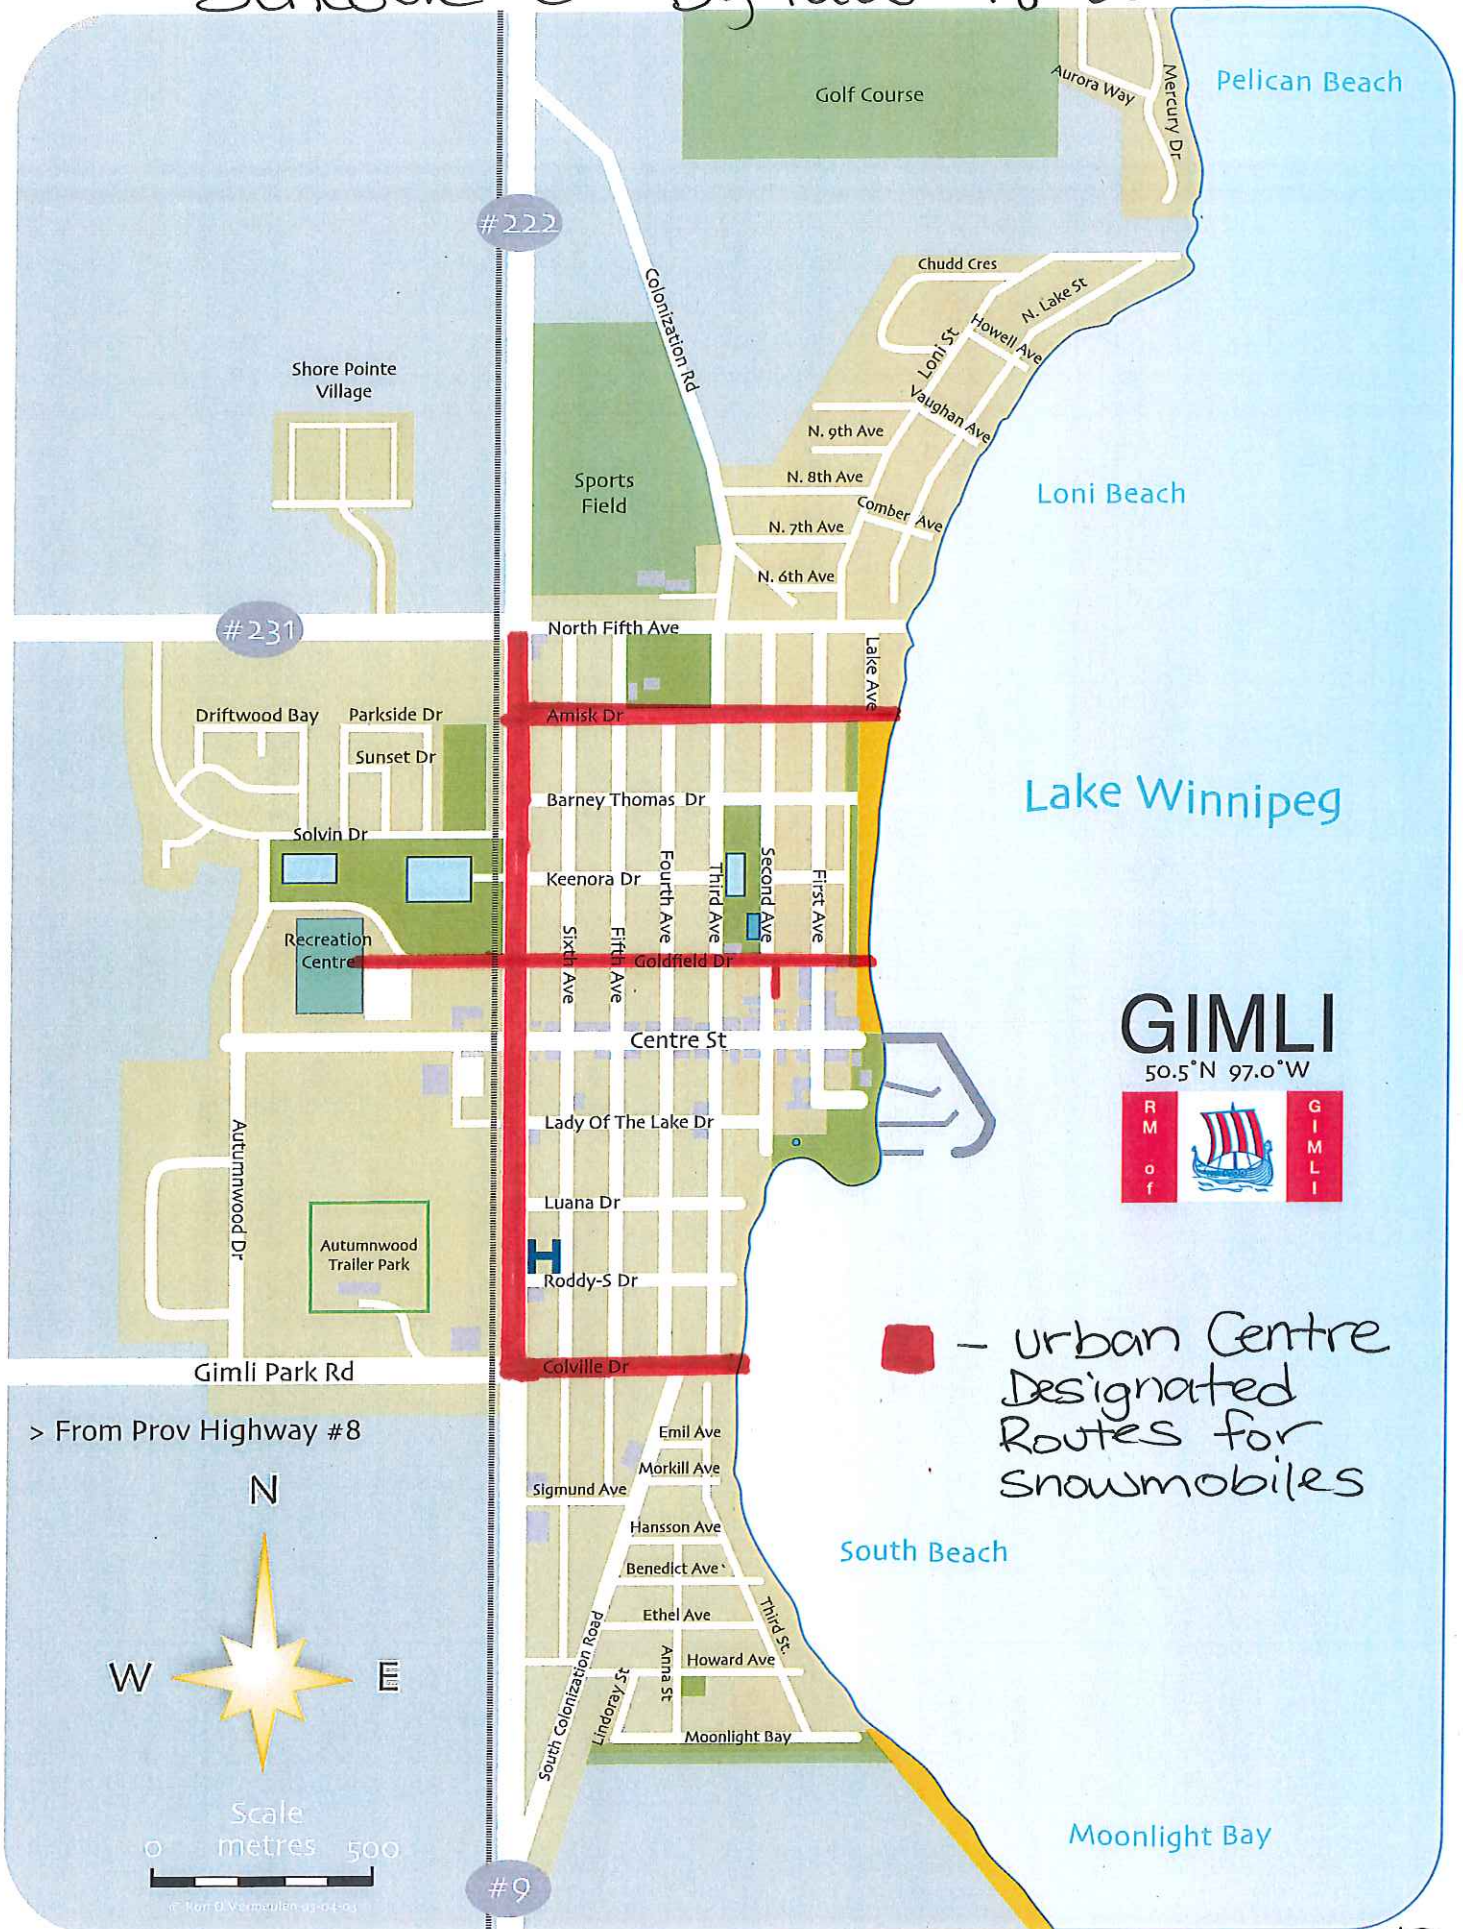 Pelican Beach
Golf Course
Aurora Way
Mercury Dr
#222
Colonization Rd
Chudd Cres
N. Lake St
Howell Ave
Loni St
Shore Pointe
Village
Vaughan Ave
N. 9th Ave
Sports
Field
N. 8th Ave
Loni Beach
Comber Ave
N. 7th Ave
N. 6th Ave
#231
North Fifth Ave
Lake Ave
Driftwood Bay
Parkside Dr
Amisk Dr
Sunset Dr
Lake Winnipeg
Barney Thomas Dr
Solvin Dr
Keenora Dr
Fourth Ave
Third Ave
Second Ave
First Ave
Sixth Ave
Fifth Ave
Recreation
Centre
Goldfield Dr
GIMLI
50.5°N 97.0°W
Centre St
RM of
GIMLI
Lady Of The Lake Dr
Autumnwood Dr
Luana Dr
Autumnwood
Trailer Park
H
Roddy-S Dr
- urban Centre
Designated
Routes for
snowmobiles
Colville Dr
Gimli Park Rd
> From Prov Highway #8
Emil Ave
Morkill Ave
Sigmund Ave
Hansson Ave
South Beach
Benedict Ave
Ethel Ave
Third St.
Howard Ave
Anna St
Lindoray St
South Colonization Road
Moonlight Bay
N
W
E
Scale
0 metres 500
Moonlight Bay
#9